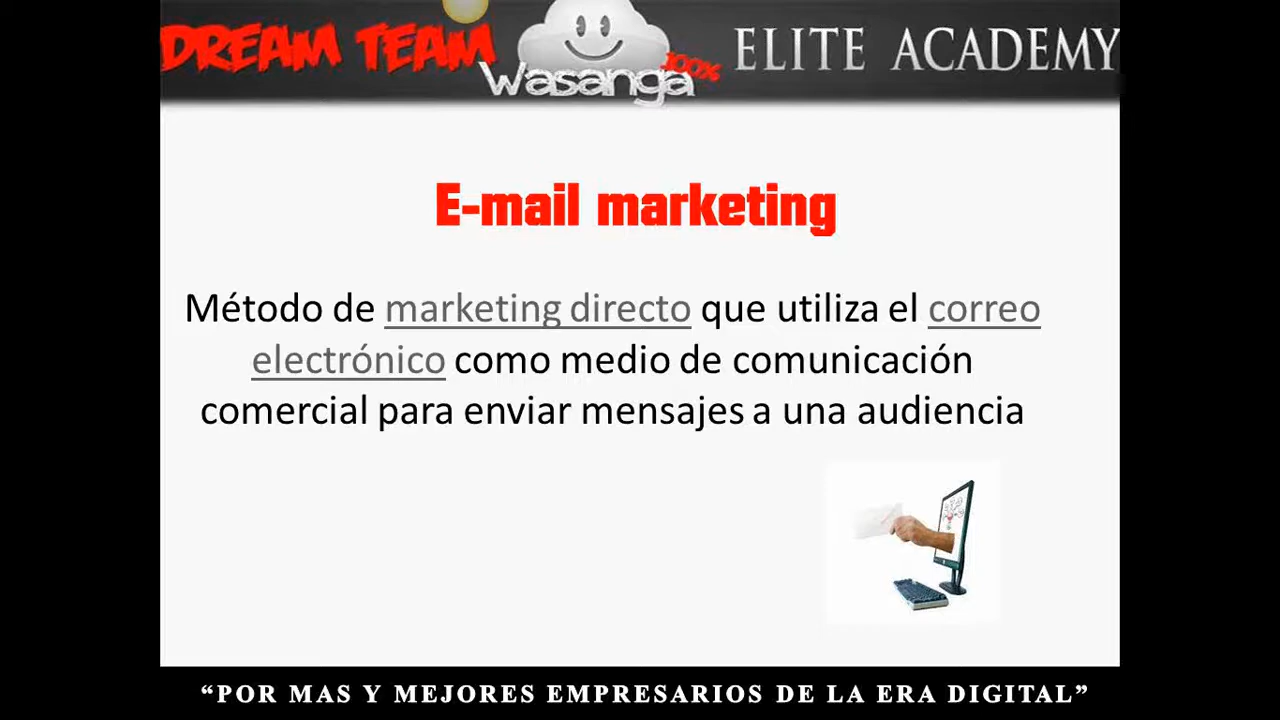 DREAM TEAM Wasanga 100% ELITE ACADEMY
E-mail marketing
Método de marketing directo que utiliza el correo
electrónico como medio de comunicación
comercial para enviar mensajes a una audiencia
“POR MAS Y MEJORES EMPRESARIOS DE LA ERA DIGITAL”